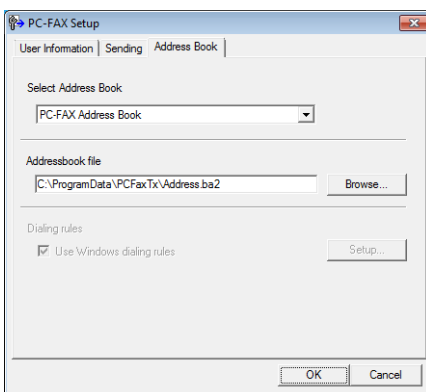 PC-FAX Setup
User Information Sending Address Book
Select Address Book
PC-FAX Address Book
Addressbook file
C:\ProgramData\PCFaxTx\Address.ba2 Browse...
Dialing rules
Use Windows dialing rules Setup...
OK Cancel